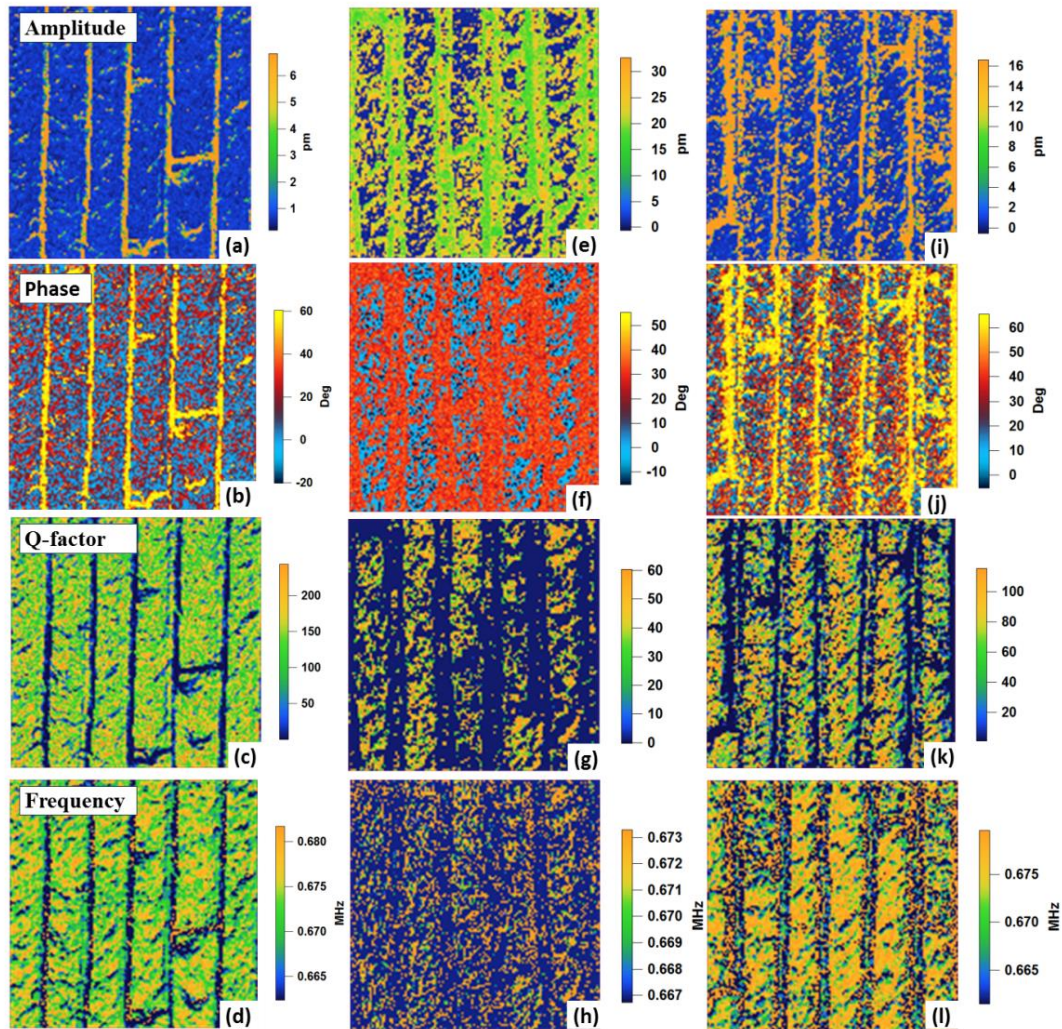 Amplitude
6
5
4
3
2
1
pm
(a)
30
25
20
15
10
5
0
pm
(e)
16
14
12
10
8
6
4
2
0
pm
(i)
Phase
60
40
20
0
-20
Deg
(b)
50
40
30
20
10
0
-10
Deg
(f)
60
50
40
30
20
10
0
Deg
(j)
Q-factor
200
150
100
50
(c)
60
50
40
30
20
10
0
(g)
100
80
60
40
20
(k)
Frequency
0.680
0.675
0.670
0.665
MHz
(d)
0.673
0.672
0.671
0.670
0.669
0.668
0.667
MHz
(h)
0.675
0.670
0.665
MHz
(l)